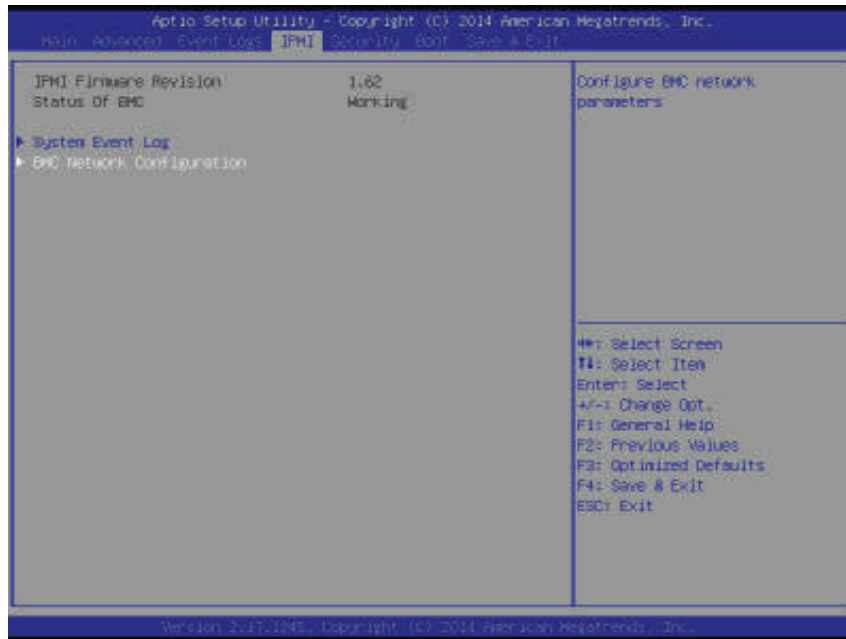 Aptio Setup Utility - Copyright (C) 2014 American Megatrends, Inc.
Main Advanced Event Logs IPMI Security Boot Save & Exit
IPMI Firmware Revision 1.62
Status Of BMC Working
System Event Log
BMC Network Configuration
Configure BMC network
parameters
: Select Screen
↑↓: Select Item
Enter: Select
+/-: Change Opt.
F1: General Help
F2: Previous Values
F3: Optimized Defaults
F4: Save & Exit
ESC: Exit
Version 2.17.1245. Copyright (C) 2014 American Megatrends, Inc.